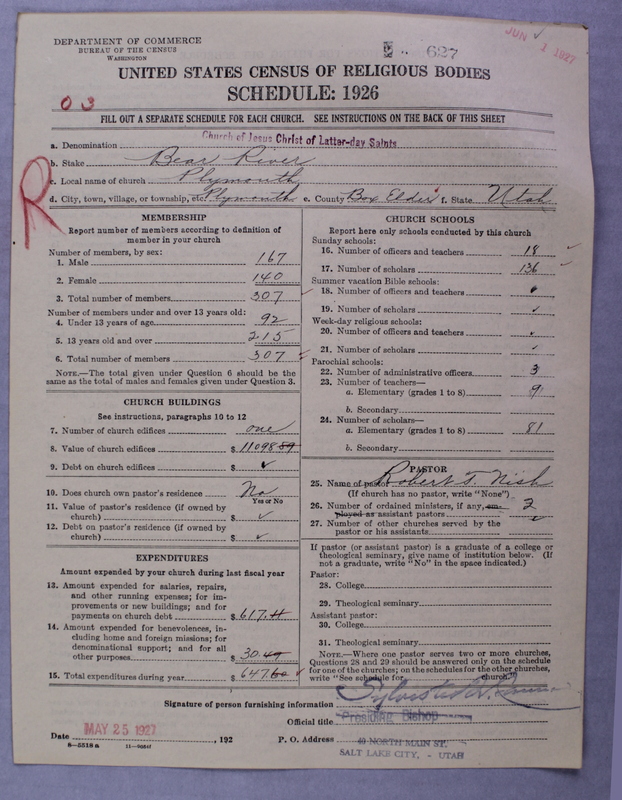 DEPARTMENT OF COMMERCE
BUREAU OF THE CENSUS
WASHINGTON
627
JUN 1 1927
UNITED STATES CENSUS OF RELIGIOUS BODIES
SCHEDULE: 1926
03
FILL OUT A SEPARATE SCHEDULE FOR EACH CHURCH. SEE INSTRUCTIONS ON THE BACK OF THIS SHEET
a. Denomination Church of Jesus Christ of Latter-day Saints
b. Stake Bear River
c. Local name of church Plymouth
d. City, town, village, or township, etc. Plymouth e. County Box Elder f. State Utah
R
MEMBERSHIP
Report number of members according to definition of
member in your church
Number of members, by sex:
1. Male 167
2. Female 140
3. Total number of members 307
Number of members under and over 13 years old:
4. Under 13 years of age 92
5. 13 years old and over 215
6. Total number of members 307
NOTE.—The total given under Question 6 should be the
same as the total of males and females given under Question 3.
CHURCH BUILDINGS
See instructions, paragraphs 10 to 12
7. Number of church edifices one
8. Value of church edifices $ 11098.89
9. Debt on church edifices $ ✓
10. Does church own pastor's residence No
Yes or No
11. Value of pastor's residence (if owned by
church) $ ✓
12. Debt on pastor's residence (if owned by
church) $ ✓
EXPENDITURES
Amount expended by your church during last fiscal year
13. Amount expended for salaries, repairs,
and other running expenses; for im-
provements or new buildings; and for
payments on church debt $ 617.11
14. Amount expended for benevolences, in-
cluding home and foreign missions; for
denominational support; and for all
other purposes $ 30.49
15. Total expenditures during year $ 647.60
CHURCH SCHOOLS
Report here only schools conducted by this church
Sunday schools:
16. Number of officers and teachers 18
17. Number of scholars 136
Summer vacation Bible schools:
18. Number of officers and teachers
19. Number of scholars ✓
Week-day religious schools:
20. Number of officers and teachers ✓
21. Number of scholars ✓
Parochial schools:
22. Number of administrative officers 3
23. Number of teachers—
a. Elementary (grades 1 to 8) 9
b. Secondary
24. Number of scholars—
a. Elementary (grades 1 to 8) 81
b. Secondary
PASTOR
25. Name of pastor Robert T. Nish
(If church has no pastor, write "None")
26. Number of ordained ministers, if any, em-
ployed as assistant pastors 2
27. Number of other churches served by the
pastor or his assistants ✓
If pastor (or assistant pastor) is a graduate of a college or
theological seminary, give name of institution below. (If
not a graduate, write "No" in the space indicated.)
Pastor:
28. College
29. Theological seminary
Assistant pastor:
30. College
31. Theological seminary
NOTE.—Where one pastor serves two or more churches,
Questions 28 and 29 should be answered only on the schedule
for one of the churches; on the schedules for the other churches,
write "See schedule for church."
Signature of person furnishing information Sylvester Q. Cannon
Official title Presiding Bishop
Date MAY 25 1927, 192 P. O. Address 40 NORTH MAIN ST.
SALT LAKE CITY, - UTAH
8-5518 a